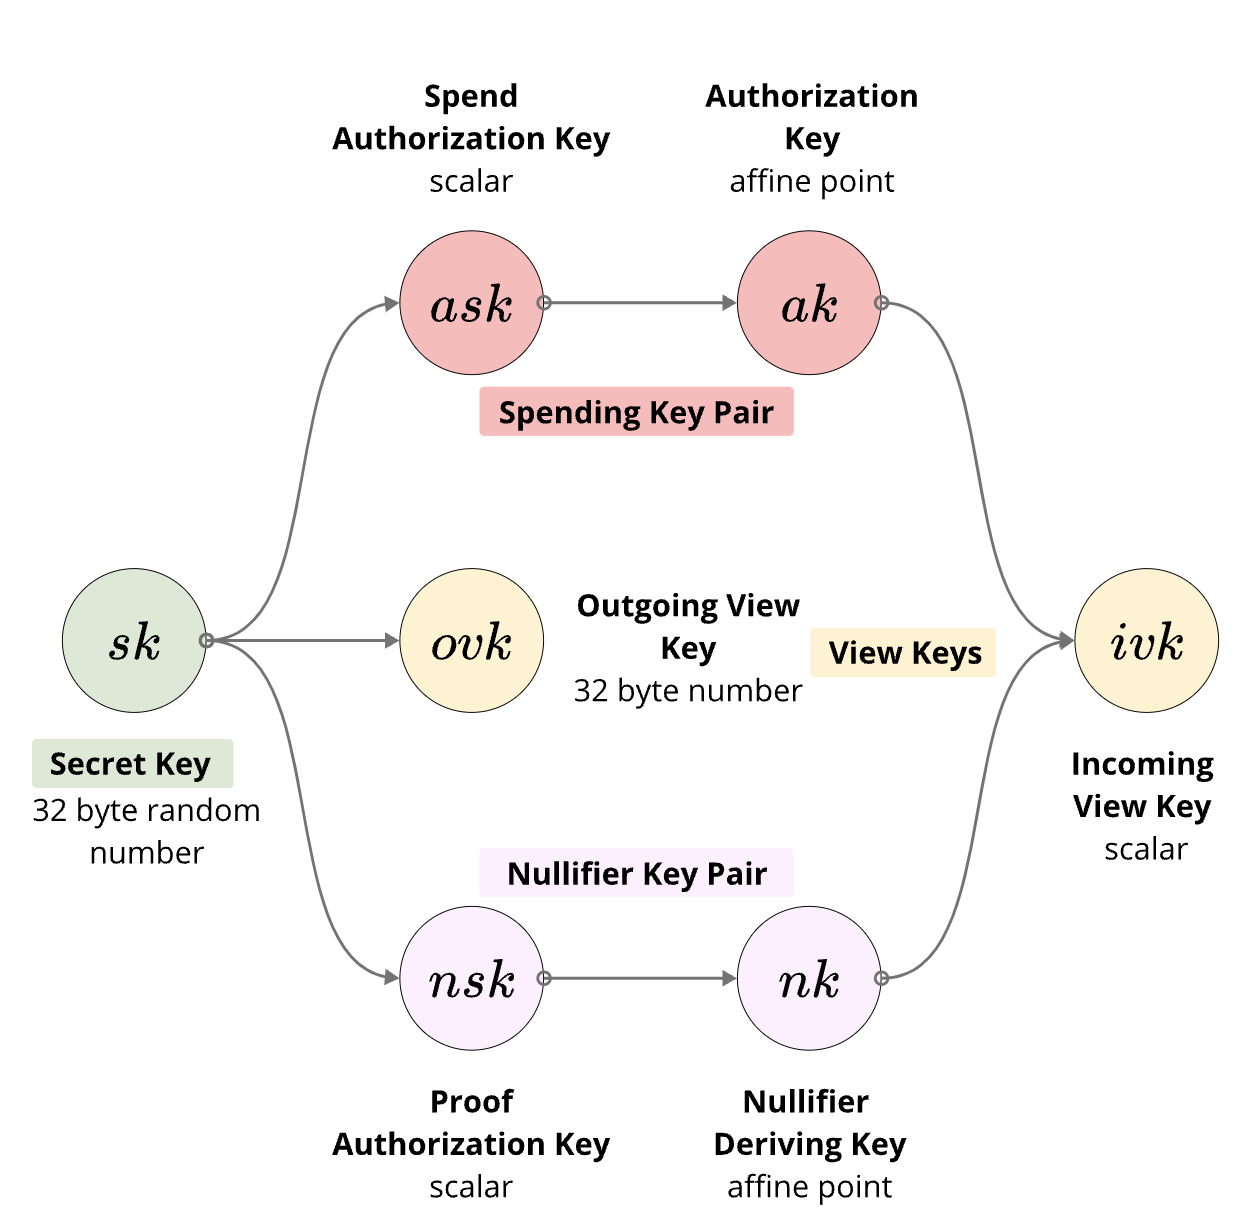 Spend
Authorization Key
scalar
Authorization
Key
affine point
ask
ak
Spending Key Pair
sk
ovk
Outgoing View
Key
32 byte number
View Keys
ivk
Secret Key
32 byte random
number
Incoming
View Key
scalar
Nullifier Key Pair
nsk
nk
Proof
Authorization Key
scalar
Nullifier
Deriving Key
affine point